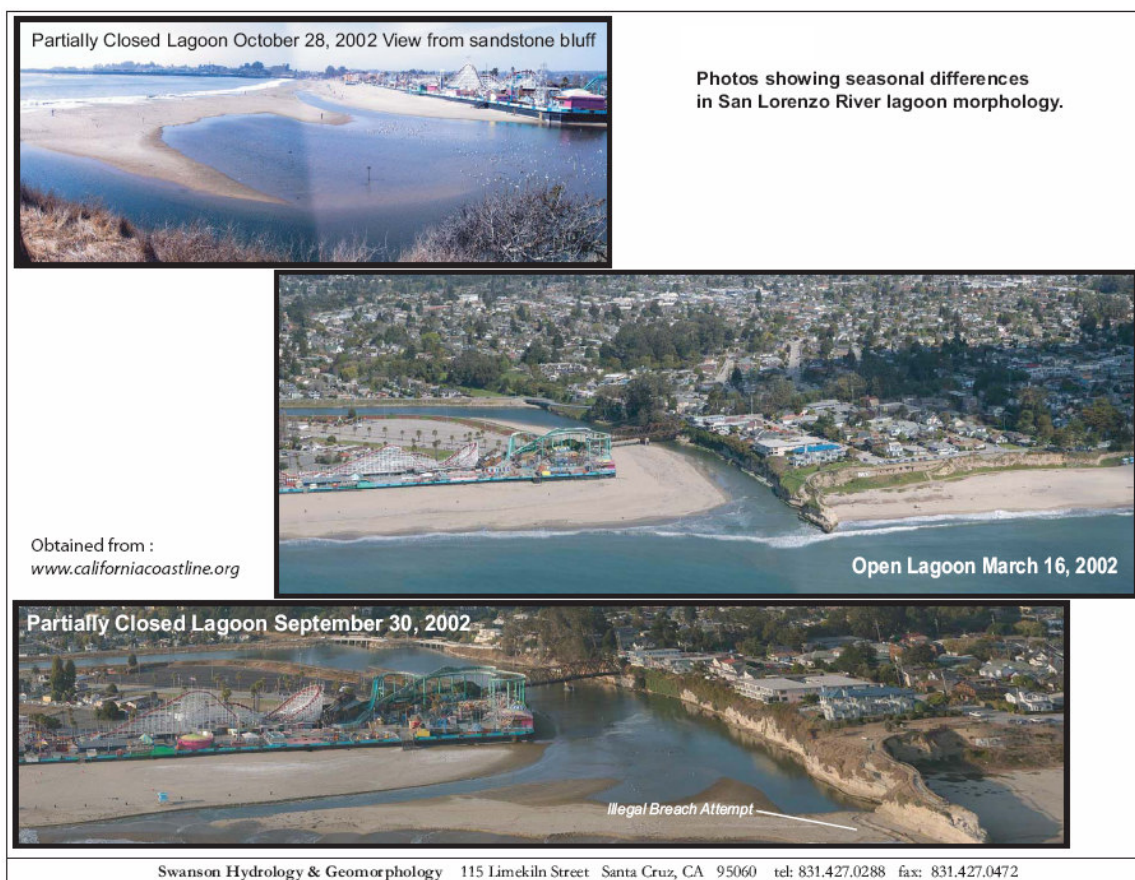 Partially Closed Lagoon October 28, 2002 View from sandstone bluff
Photos showing seasonal differences
in San Lorenzo River lagoon morphology.
Obtained from :
www.californiacoastline.org
Open Lagoon March 16, 2002
Partially Closed Lagoon September 30, 2002
Illegal Breach Attempt
Swanson Hydrology & Geomorphology 115 Limekiln Street Santa Cruz, CA 95060 tel: 831.427.0288 fax: 831.427.0472